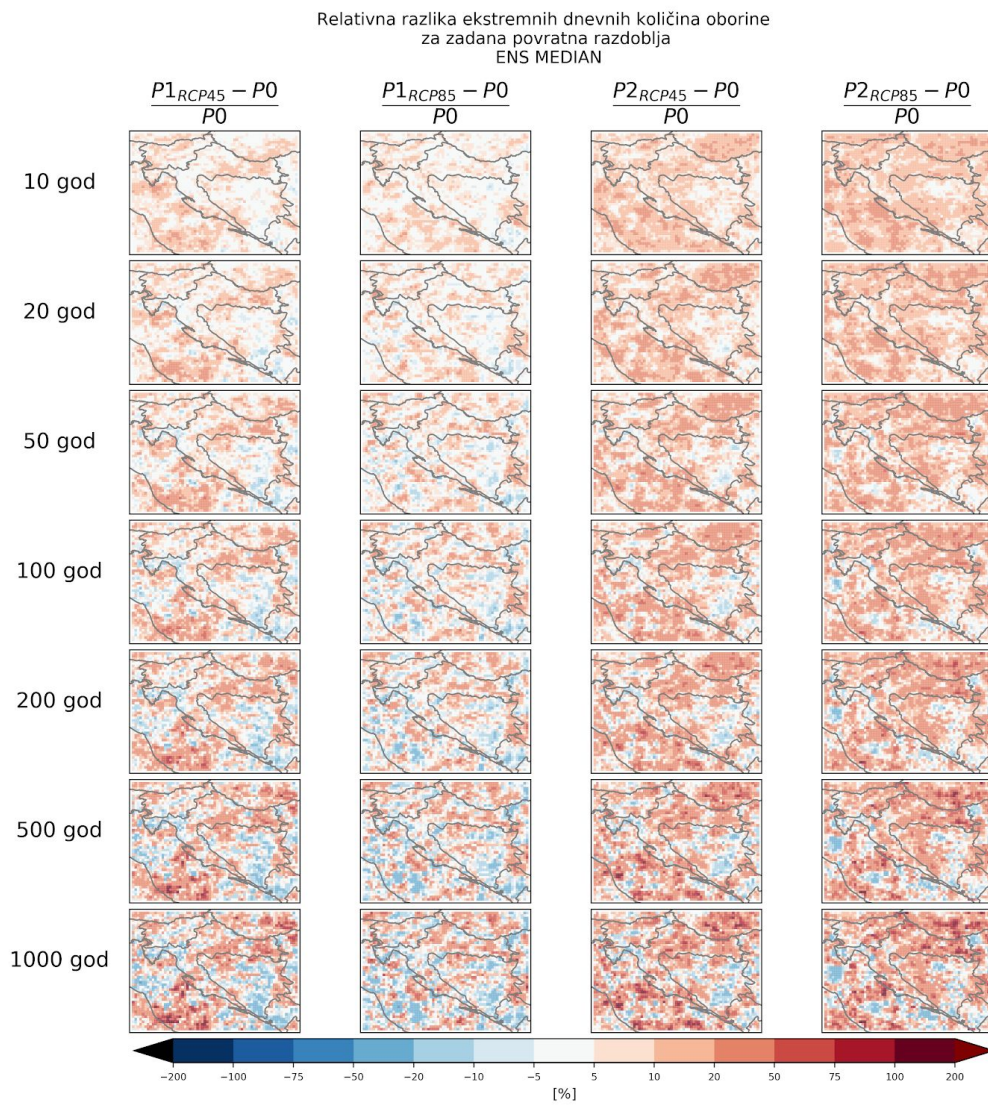 Relativna razlika ekstremnih dnevnih količina oborine
za zadana povratna razdoblja
ENS MEDIAN
P1RCP45 − P0 P1RCP85 − P0 P2RCP45 − P0 P2RCP85 − P0
P0 P0 P0 P0
10 god
20 god
50 god
100 god
200 god
500 god
1000 god
−200 −100 −75 −50 −20 −10 −5 5 10 20 50 75 100 200
[%]